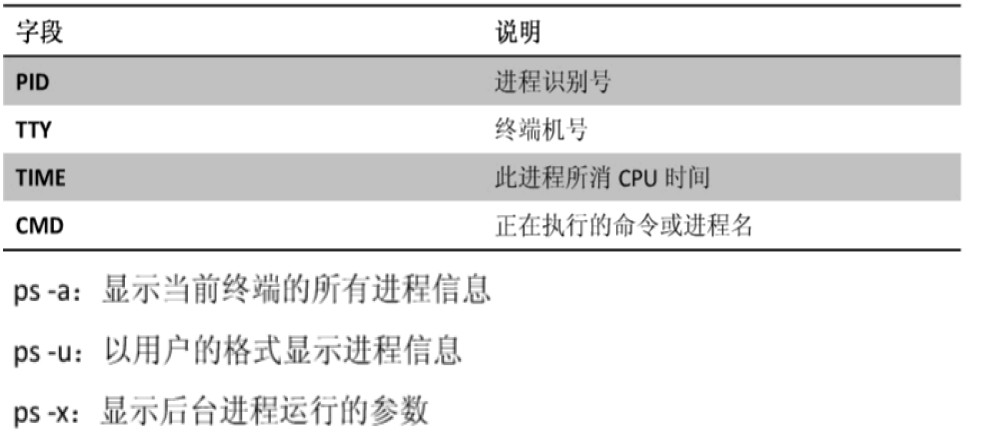 字段 说明
PID 进程识别号
TTY 终端机号
TIME 此进程所消 CPU 时间
CMD 正在执行的命令或进程名
ps -a：显示当前终端的所有进程信息
ps -u：以用户的格式显示进程信息
ps -x：显示后台进程运行的参数